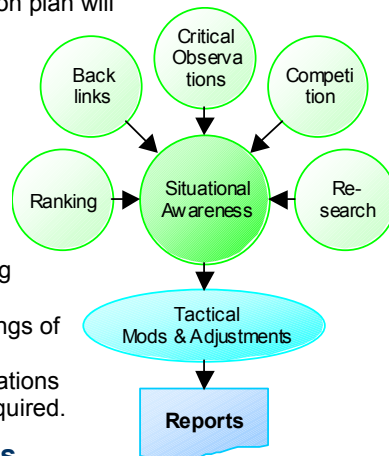 on plan will
Critical
Observa
tions
Back
links
Competi
tion
Ranking
Situational
Awareness
Re-
search
g
ngs of
Tactical
Mods & Adjustments
ations
quired.
Reports
s